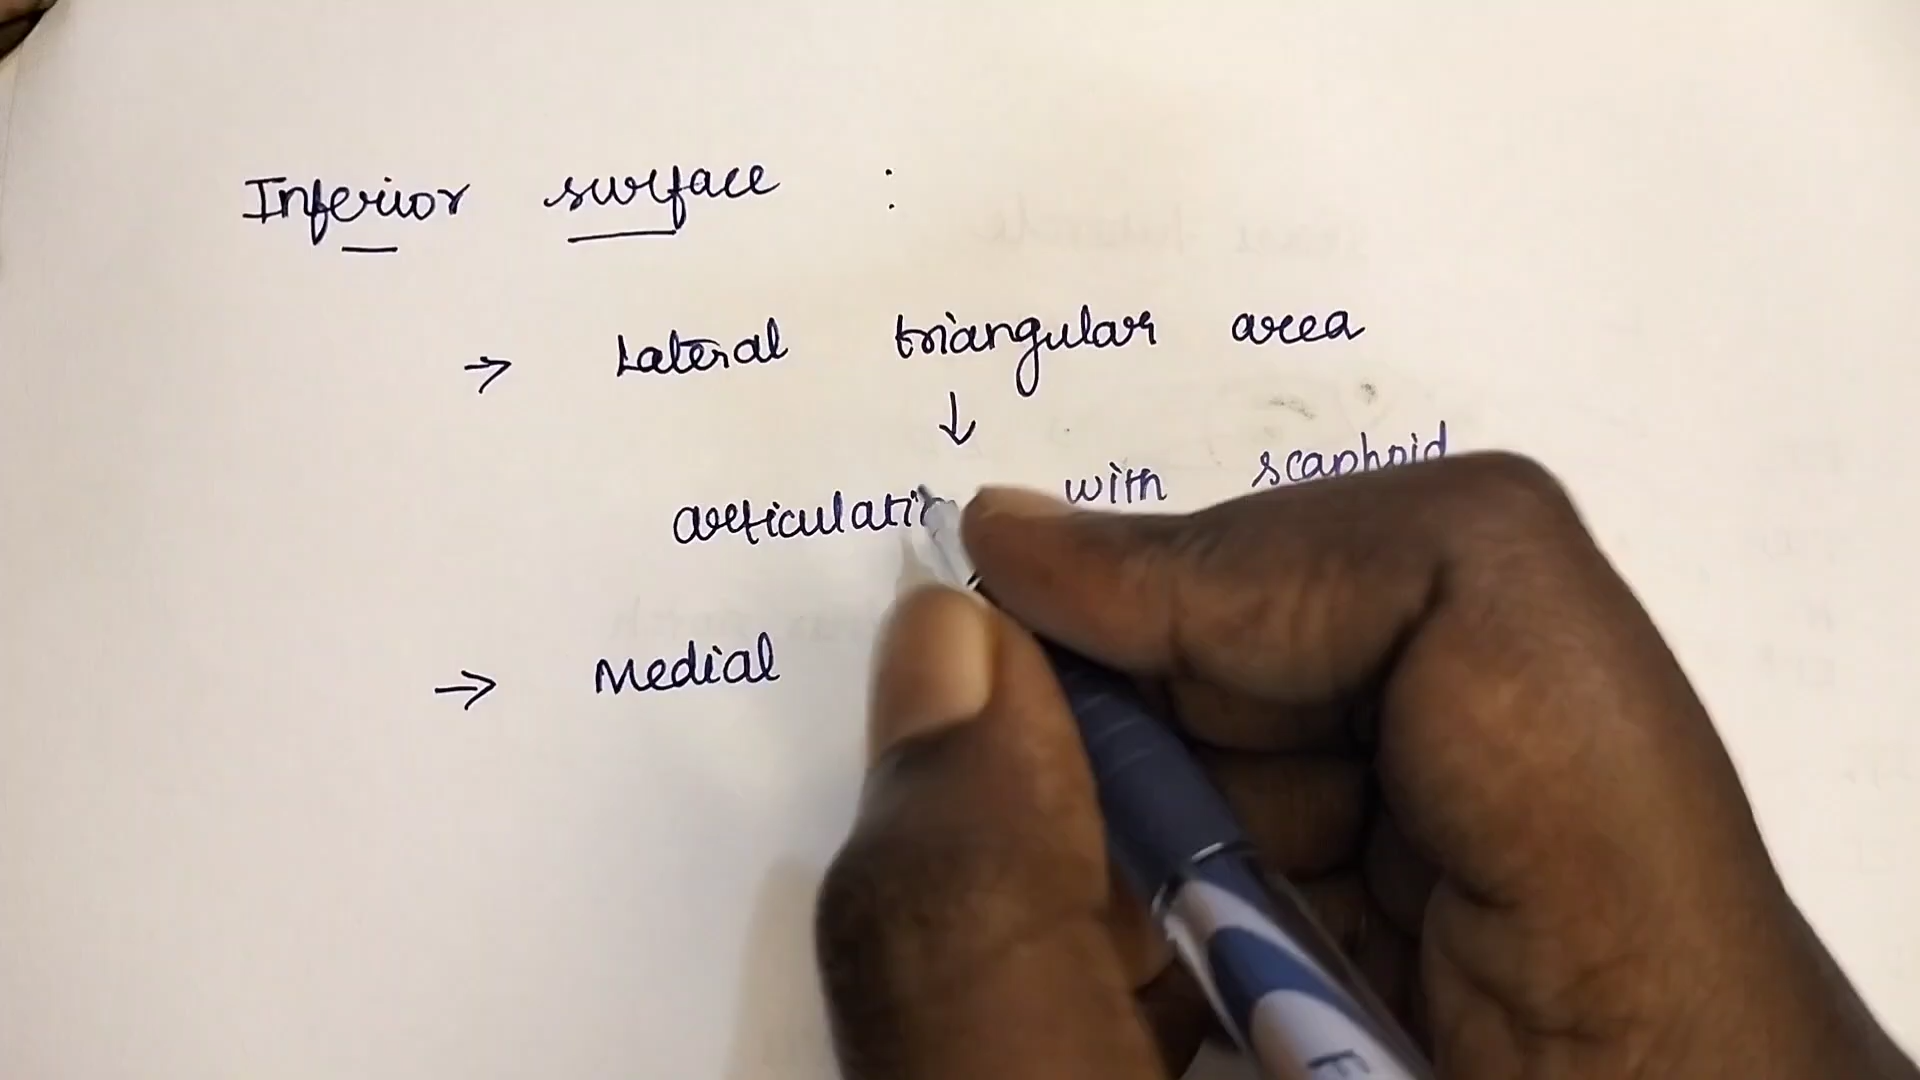 Inferior surface :
→ Lateral triangular area
↓
with scaphoid
→ Medial